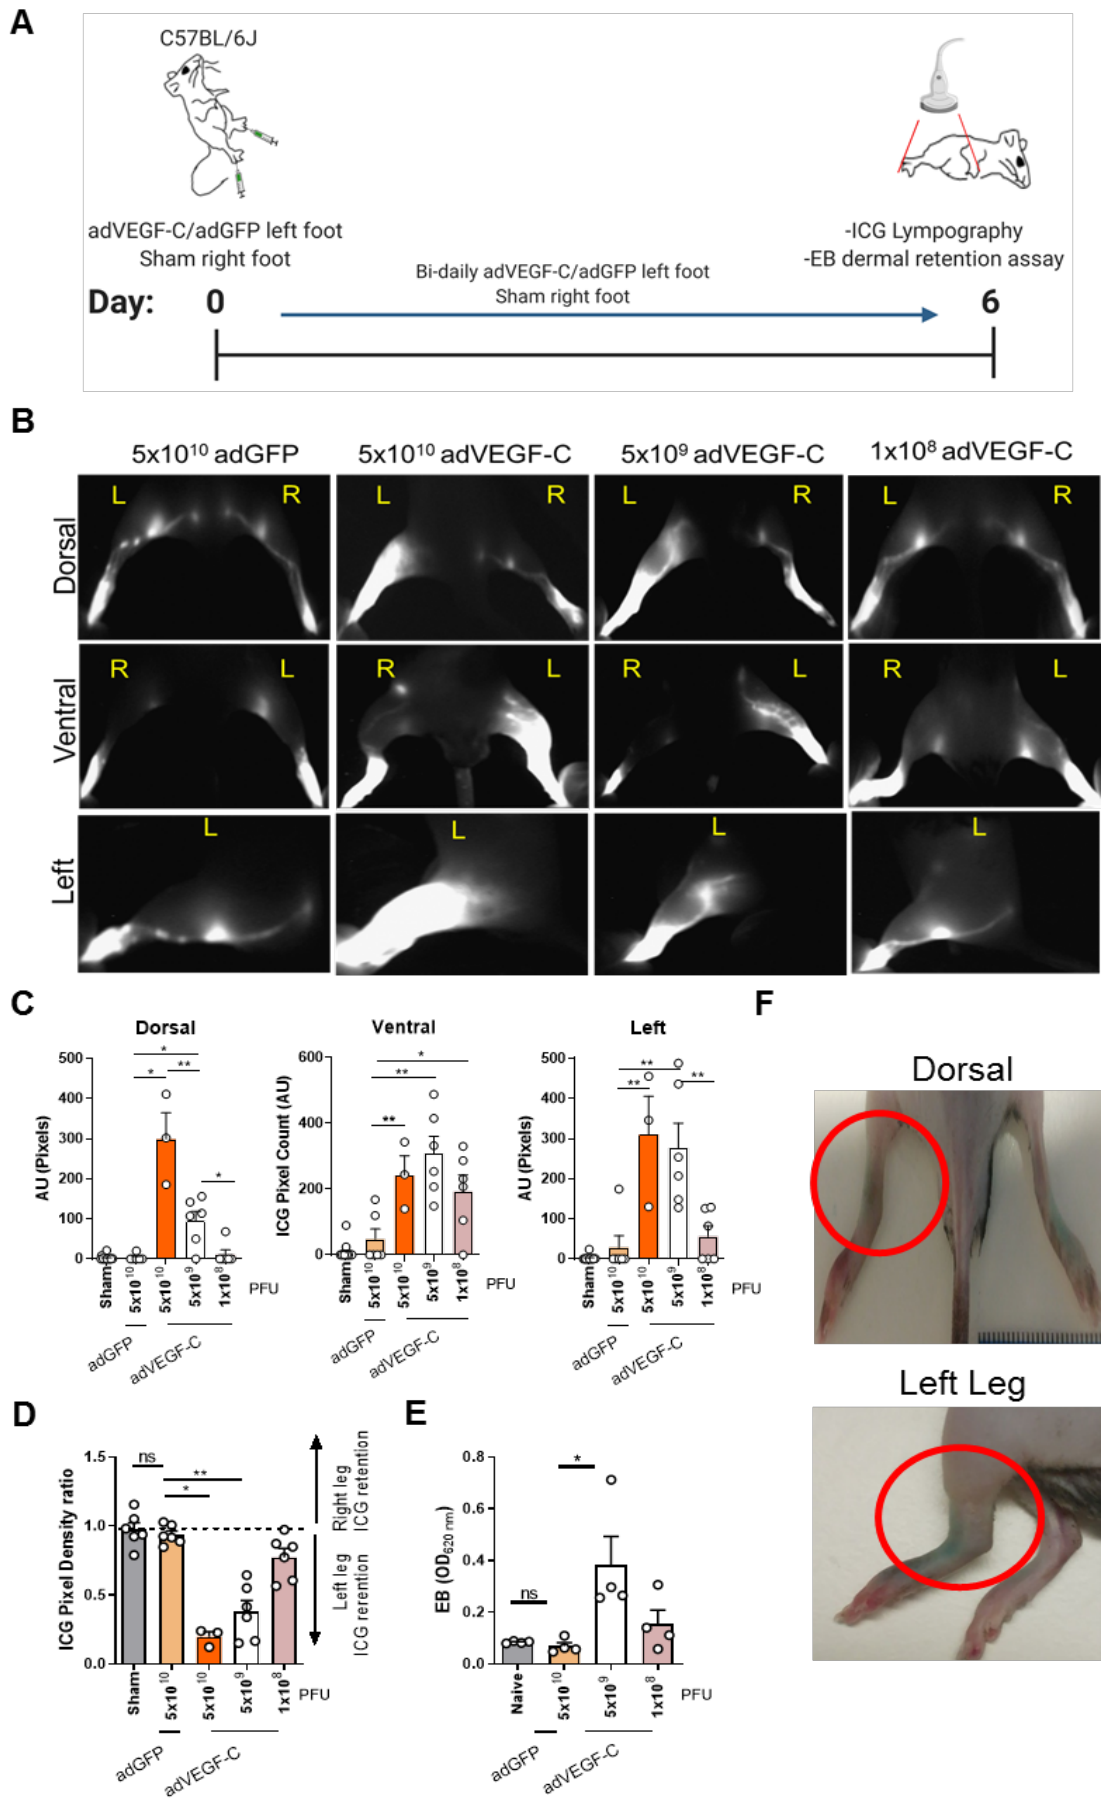 A
C57BL/6J
adVEGF-C/adGFP left foot
Sham right foot
-ICG Lympography
-EB dermal retention assay
Bi-daily adVEGF-C/adGFP left foot
Sham right foot
Day: 0 6
B
5x10¹⁰ adGFP 5x10¹⁰ adVEGF-C 5x10⁹ adVEGF-C 1x10⁸ adVEGF-C
Dorsal
L R L R L R L R
Ventral
R L R L R L R L
Left
L L L L
C
Dorsal
AU (Pixels)
500
400
300
200
100
0
* ** * *
Sham 5x10¹⁰ 5x10¹⁰ 5x10⁹ 1x10⁸ PFU
adGFP adVEGF-C
Ventral
ICG Pixel Count (AU)
600
400
200
0
* ** **
Sham 5x10¹⁰ 5x10¹⁰ 5x10⁹ 1x10⁸ PFU
adGFP adVEGF-C
Left
AU (Pixels)
500
400
300
200
100
0
** ** **
Sham 5x10¹⁰ 5x10¹⁰ 5x10⁹ 1x10⁸ PFU
adGFP adVEGF-C
F
Dorsal
Left Leg
D
ICG Pixel Density ratio
1.5
1.0
0.5
0.0
ns ** *
Right leg
ICG retention
Left leg
ICG rerention
Sham 5x10¹⁰ 5x10¹⁰ 5x10⁹ 1x10⁸ PFU
adGFP adVEGF-C
E
EB (OD620 nm)
0.8
0.6
0.4
0.2
0.0
ns *
Naive 5x10¹⁰ 5x10⁹ 1x10⁸ PFU
adGFP adVEGF-C